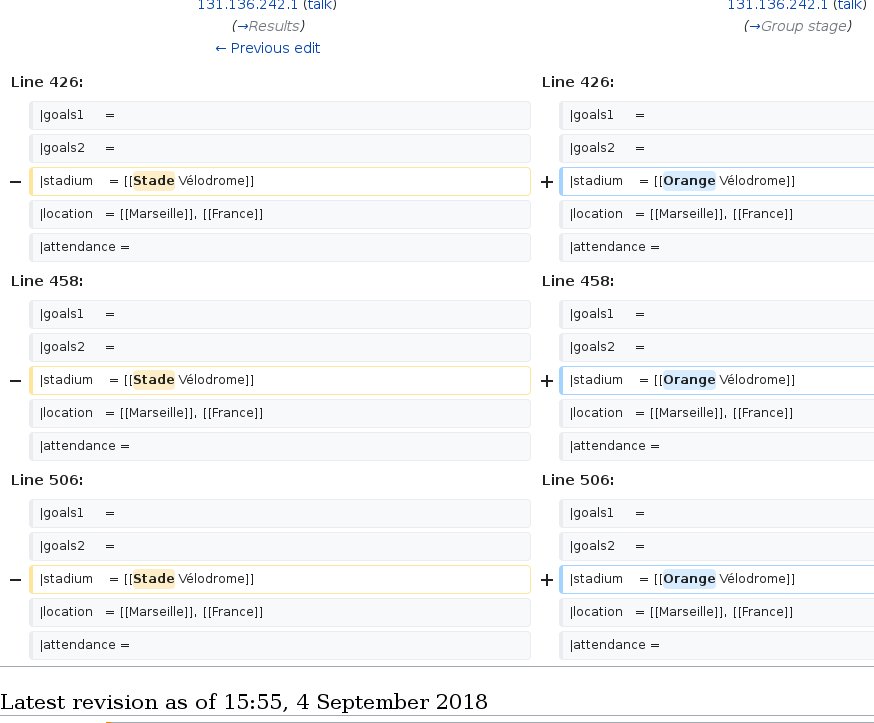 131.136.242.1 (talk) 131.136.242.1 (talk)
(→Results) (→Group stage)
← Previous edit
Line 426: Line 426:
|goals1 = |goals1 =
|goals2 = |goals2 =
− |stadium = [[Stade Vélodrome]] + |stadium = [[Orange Vélodrome]]
|location = [[Marseille]], [[France]] |location = [[Marseille]], [[France]]
|attendance = |attendance =
Line 458: Line 458:
|goals1 = |goals1 =
|goals2 = |goals2 =
− |stadium = [[Stade Vélodrome]] + |stadium = [[Orange Vélodrome]]
|location = [[Marseille]], [[France]] |location = [[Marseille]], [[France]]
|attendance = |attendance =
Line 506: Line 506:
|goals1 = |goals1 =
|goals2 = |goals2 =
− |stadium = [[Stade Vélodrome]] + |stadium = [[Orange Vélodrome]]
|location = [[Marseille]], [[France]] |location = [[Marseille]], [[France]]
|attendance = |attendance =
Latest revision as of 15:55, 4 September 2018